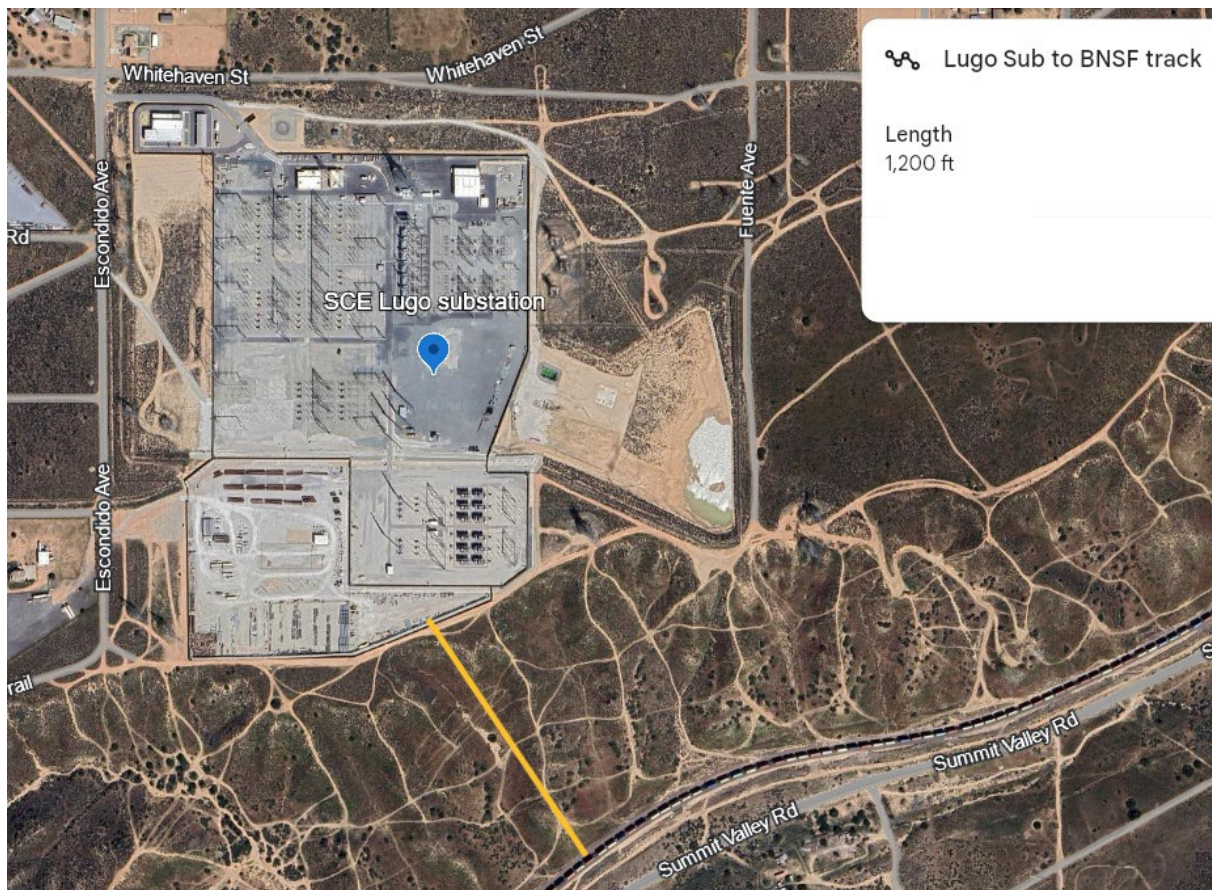 Lugo Sub to BNSF track
Length
1,200 ft
Whitehaven St
Whitehaven St
Escondido Ave
Fuente Ave
Rd
SCE Lugo substation
Escondido Ave
rail
Summit Valley Rd
Summit Valley Rd
S